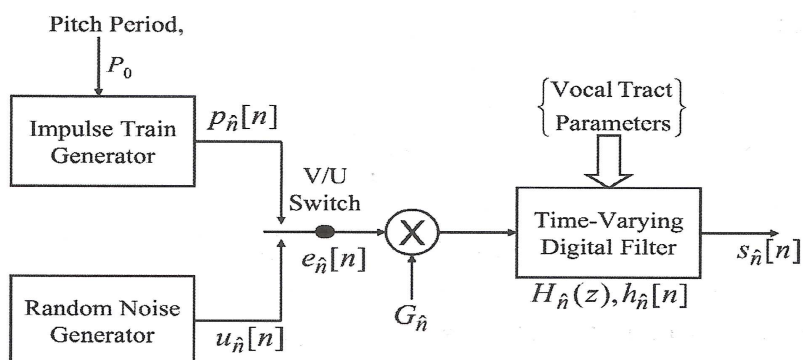 Pitch Period,
P₀
Impulse Train
Generator
p_n̂[n]
V/U
Switch
e_n̂[n]
Random Noise
Generator
u_n̂[n]
X
G_n̂
{Vocal Tract
Parameters}
Time-Varying
Digital Filter
H_n̂(z), h_n̂[n]
s_n̂[n]